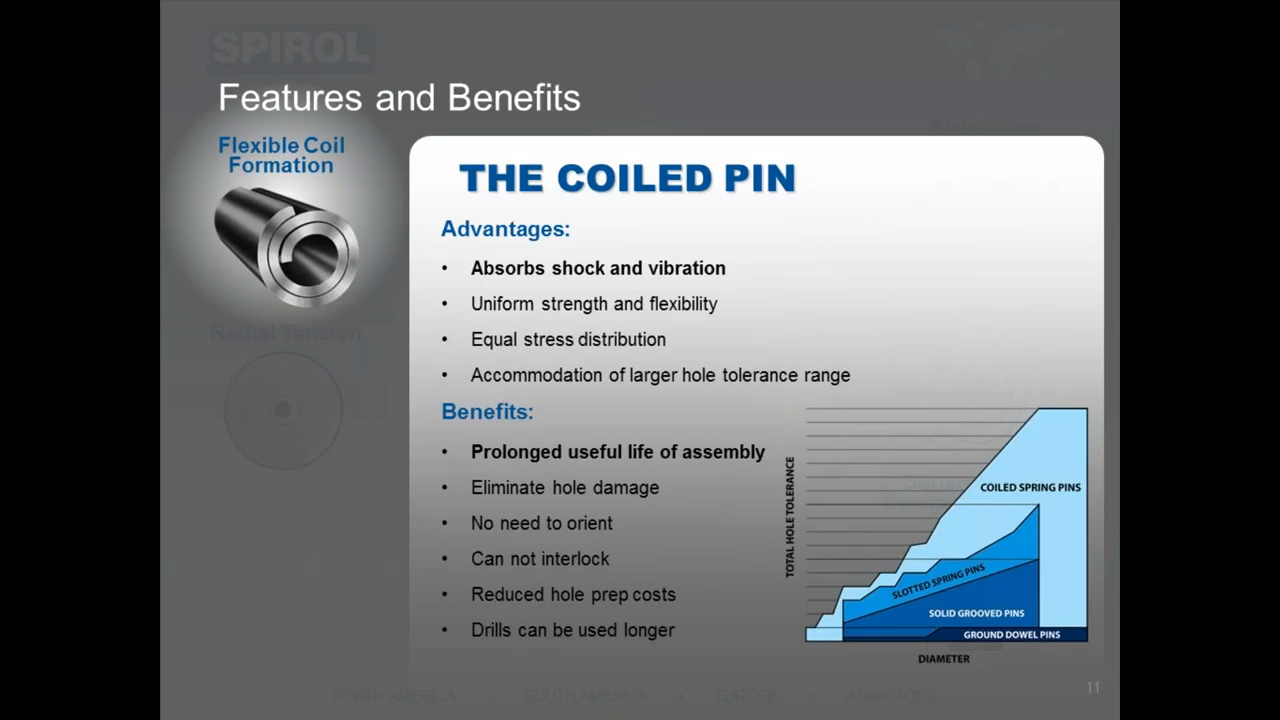 SPIROL
Features and Benefits
Flexible Coil
Formation
Radial Tension
THE COILED PIN
Advantages:
• Absorbs shock and vibration
• Uniform strength and flexibility
• Equal stress distribution
• Accommodation of larger hole tolerance range
Benefits:
• Prolonged useful life of assembly
• Eliminate hole damage
• No need to orient
• Can not interlock
• Reduced hole prep costs
• Drills can be used longer
TOTAL HOLE TOLERANCE
COILED SPRING PINS
SLOTTED SPRING PINS
SOLID GROOVED PINS
GROUND DOWEL PINS
DIAMETER
11
NORTH AMERICA • SOUTH AMERICA • EUROPE • ASIA/PACIFIC